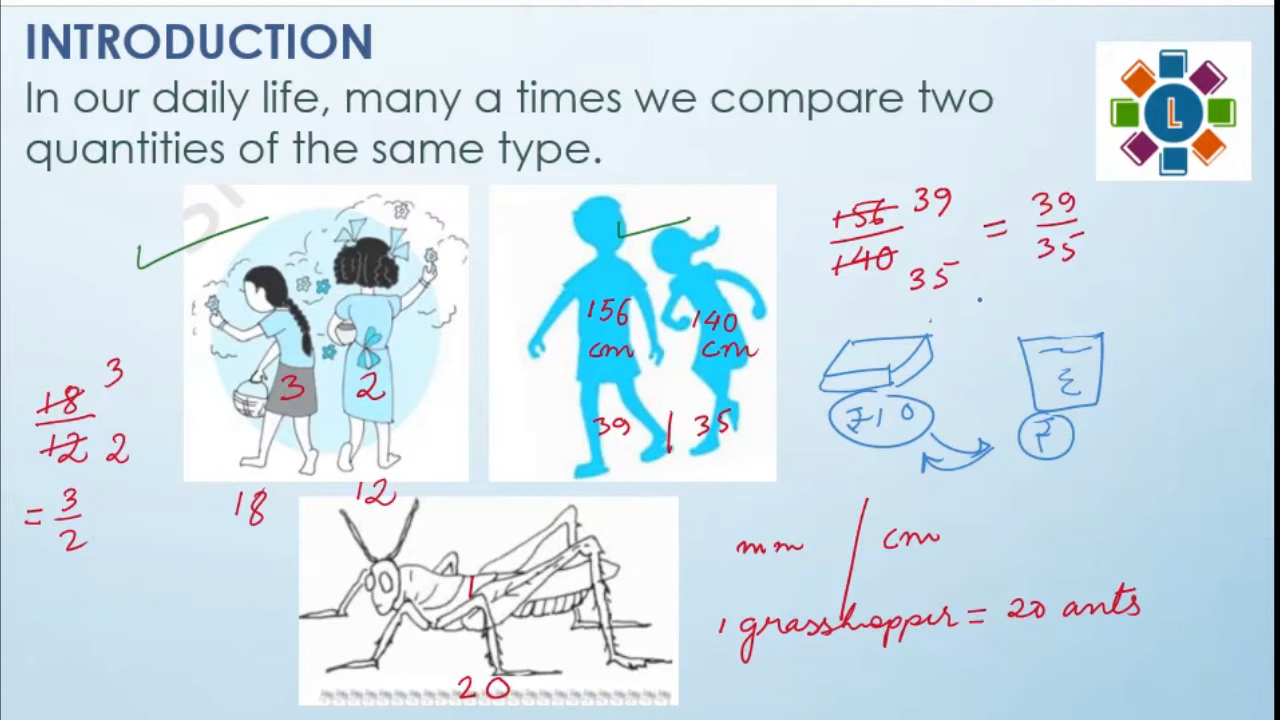 INTRODUCTION
In our daily life, many a times we compare two
quantities of the same type.
L
156 39
140 35
= 39
35
156
cm
140
cm
39 | 35
3 2
18 12
18 3
12 2
= 3
2
₹10
₹
mm / cm
1 grasshopper = 20 ants
20